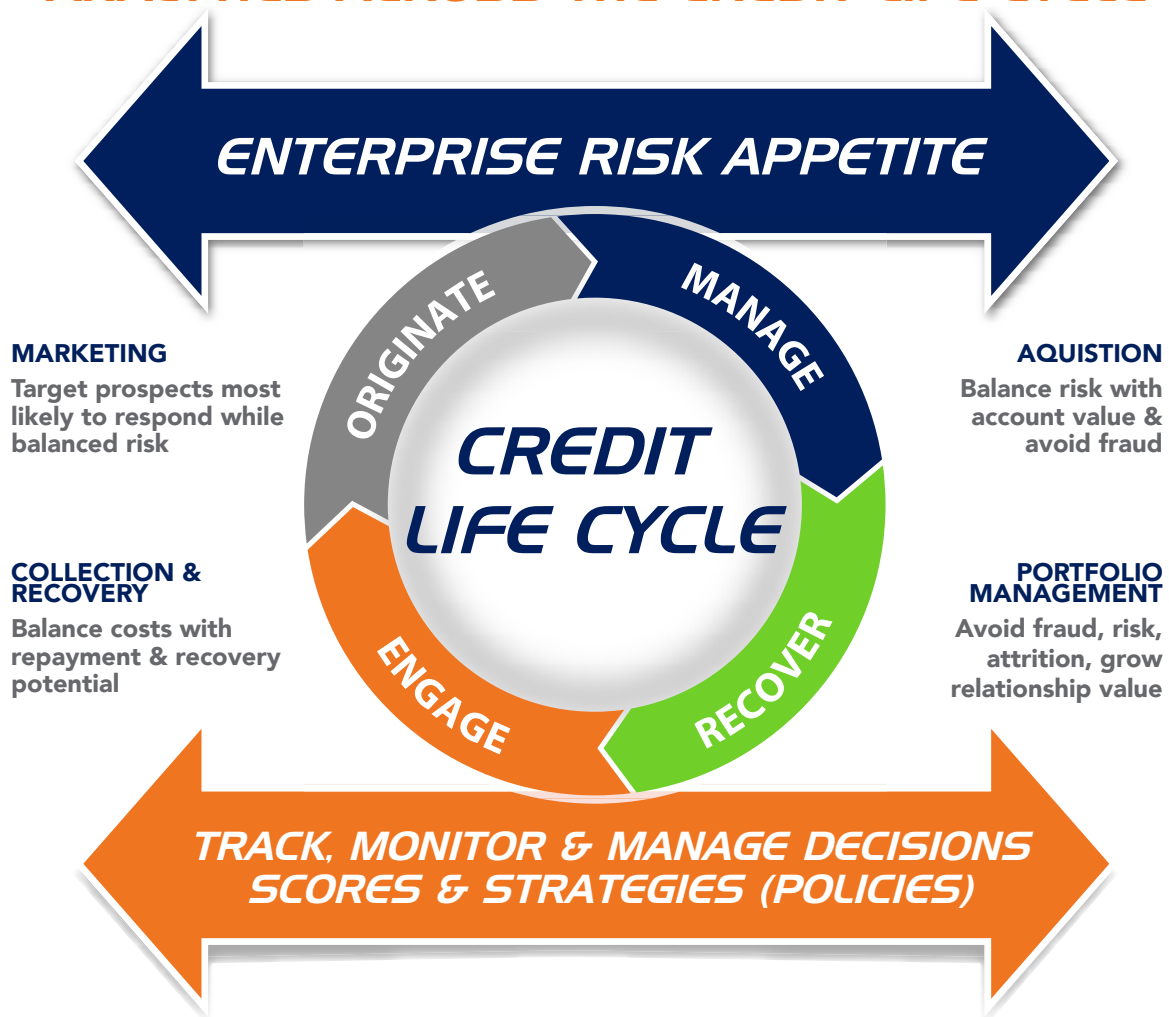 ENTERPRISE RISK APPETITE
ORIGINATE
MANAGE
MARKETING
Target prospects most
likely to respond while
balanced risk
AQUISTION
Balance risk with
account value &
avoid fraud
CREDIT
LIFE CYCLE
COLLECTION &
RECOVERY
Balance costs with
repayment & recovery
potential
PORTFOLIO
MANAGEMENT
Avoid fraud, risk,
attrition, grow
relationship value
ENGAGE
RECOVER
TRACK, MONITOR & MANAGE DECISIONS
SCORES & STRATEGIES (POLICIES)